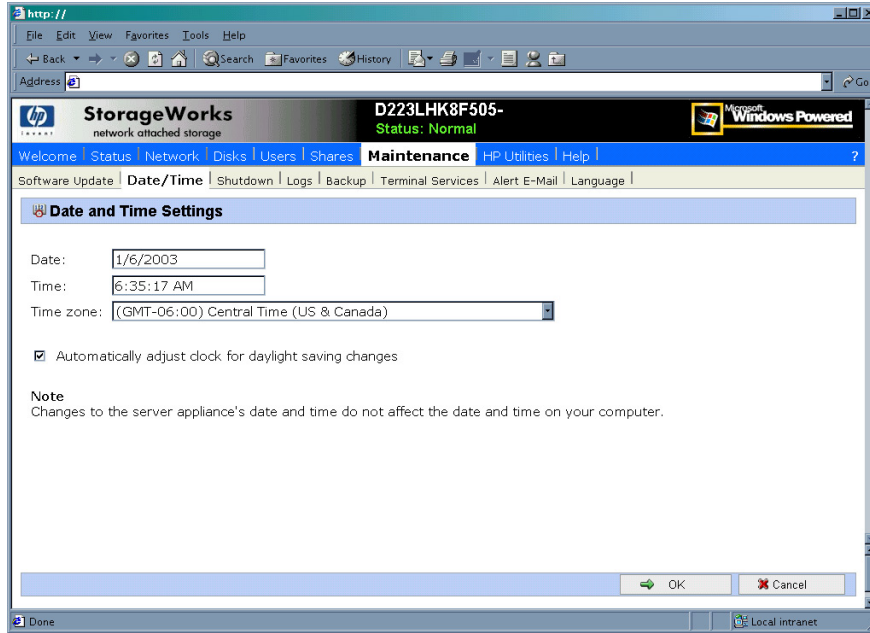 http://
File Edit View Favorites Tools Help
Back Search Favorites History
Address Go
hp
invent
StorageWorks
network attached storage
D223LHK8F505-
Status: Normal
Microsoft
Windows Powered
Welcome Status Network Disks Users Shares Maintenance HP Utilities Help ?
Software Update Date/Time Shutdown Logs Backup Terminal Services Alert E-Mail Language
Date and Time Settings
Date: 1/6/2003
Time: 6:35:17 AM
Time zone: (GMT-06:00) Central Time (US & Canada)
Automatically adjust clock for daylight saving changes
Note
Changes to the server appliance's date and time do not affect the date and time on your computer.
OK Cancel
Done Local intranet